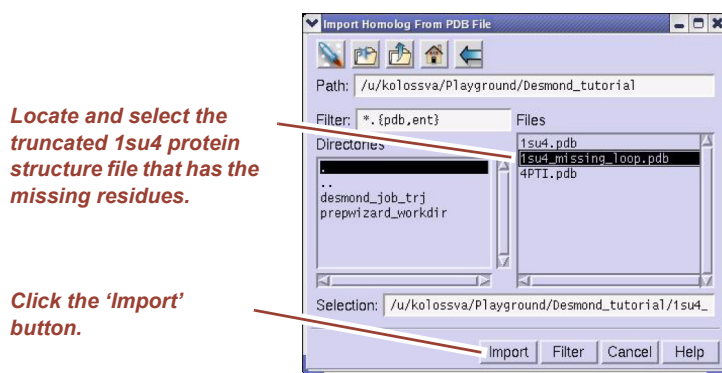 Import Homolog From PDB File
Path: /u/kolossva/Playground/Desmond_tutorial
Filter: *.{pdb,ent}
Files
Directories
.
..
desmond_job_trj
prepwizard_workdir
1su4.pdb
1su4_missing_loop.pdb
4PTI.pdb
Selection: /u/kolossva/Playground/Desmond_tutorial/1su4_
Import Filter Cancel Help
Locate and select the
truncated 1su4 protein
structure file that has the
missing residues.
Click the ‘Import’
button.